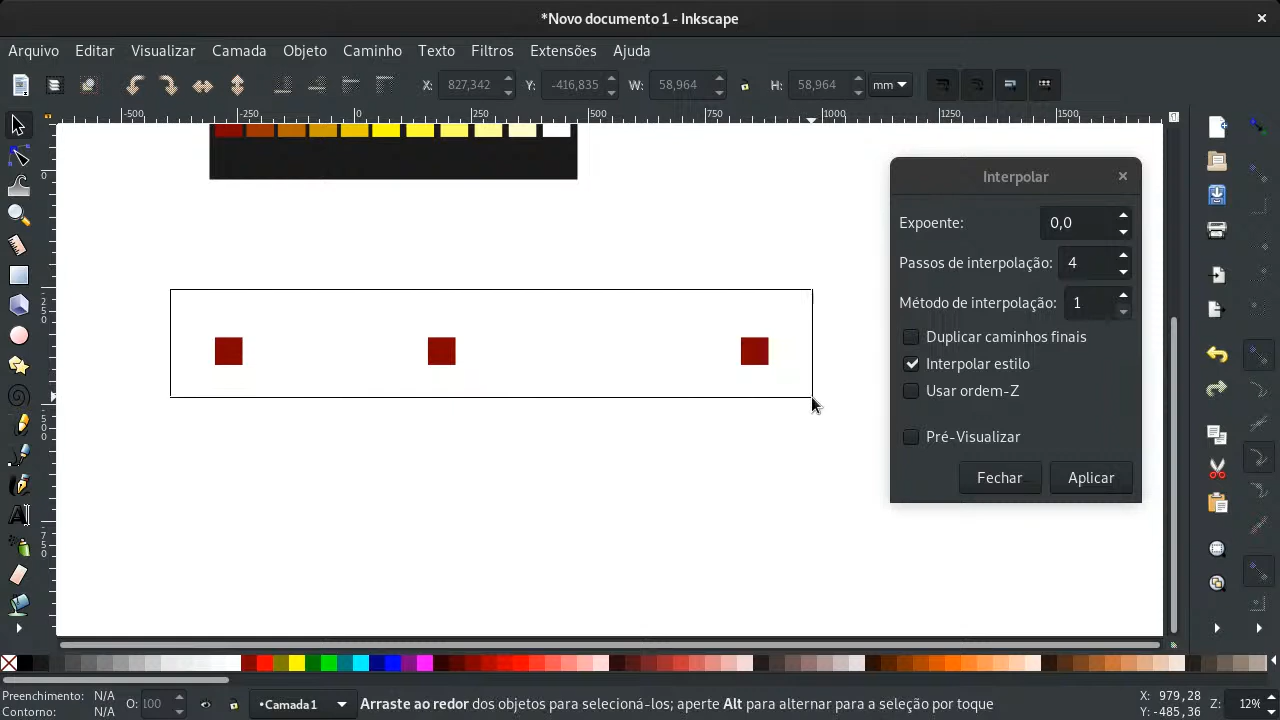 *Novo documento 1 - Inkscape
Arquivo Editar Visualizar Camada Objeto Caminho Texto Filtros Extensões Ajuda
X: 827,342 Y: -416,835 W: 58,964 H: 58,964 mm
-500 -250 0 250 500 750 1000 1250 1500
0
-250
-500
-750
Interpolar
Expoente: 0,0
Passos de interpolação: 4
Método de interpolação: 1
Duplicar caminhos finais
Interpolar estilo
Usar ordem-Z
Pré-Visualizar
Fechar Aplicar
Preenchimento: N/A
Contorno: N/A
O: 100
•Camada1
Arraste ao redor dos objetos para selecioná-los; aperte Alt para alternar para a seleção por toque
X: 979,28
Y: -485,36
Z: 12%